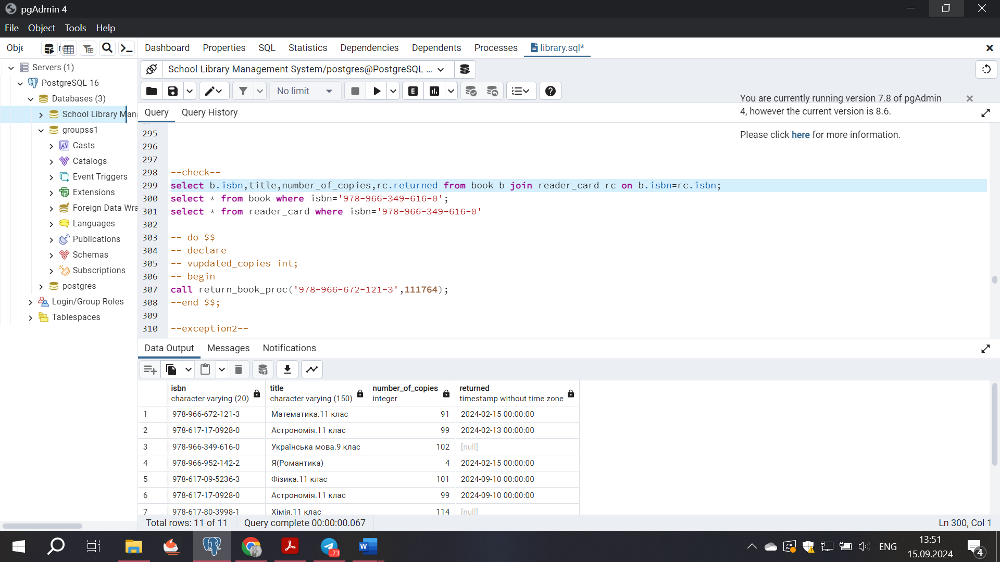 pgAdmin 4
File Object Tools Help
Obje
Dashboard Properties SQL Statistics Dependencies Dependents Processes library.sql*
Servers (1)
PostgreSQL 16
Databases (3)
School Library Man
groupss1
Casts
Catalogs
Event Triggers
Extensions
Foreign Data Wra
Languages
Publications
Schemas
Subscriptions
postgres
Login/Group Roles
Tablespaces
School Library Management System/postgres@PostgreSQL ...
No limit
E
You are currently running version 7.8 of pgAdmin
4, however the current version is 8.6.
Please click here for more information.
Query Query History
295
296
297
298 --check--
299 select b.isbn,title,number_of_copies,rc.returned from book b join reader_card rc on b.isbn=rc.isbn;
300 select * from book where isbn='978-966-349-616-0';
301 select * from reader_card where isbn='978-966-349-616-0'
302
303 -- do $$
304 -- declare
305 -- vupdated_copies int;
306 -- begin
307 call return_book_proc('978-966-672-121-3',111764);
308 --end $$;
309
310 --exception2--
Data Output Messages Notifications
isbn title number_of_copies returned
character varying (20) character varying (150) integer timestamp without time zone
1 978-966-672-121-3 Математика.11 клас 91 2024-02-15 00:00:00
2 978-617-17-0928-0 Астрономія.11 клас 99 2024-02-13 00:00:00
3 978-966-349-616-0 Українська мова.9 клас 102 [null]
4 978-966-952-142-2 Я(Романтика) 4 2024-02-15 00:00:00
5 978-617-09-5236-3 Фізика.11 клас 101 2024-09-10 00:00:00
6 978-617-17-0928-0 Астрономія.11 клас 99 2024-09-10 00:00:00
7 978-617-80-3998-1 Хімія.11 клас 114 [null]
Total rows: 11 of 11 Query complete 00:00:00.067 Ln 300, Col 1
..73
W
ENG
13:51
15.09.2024
4